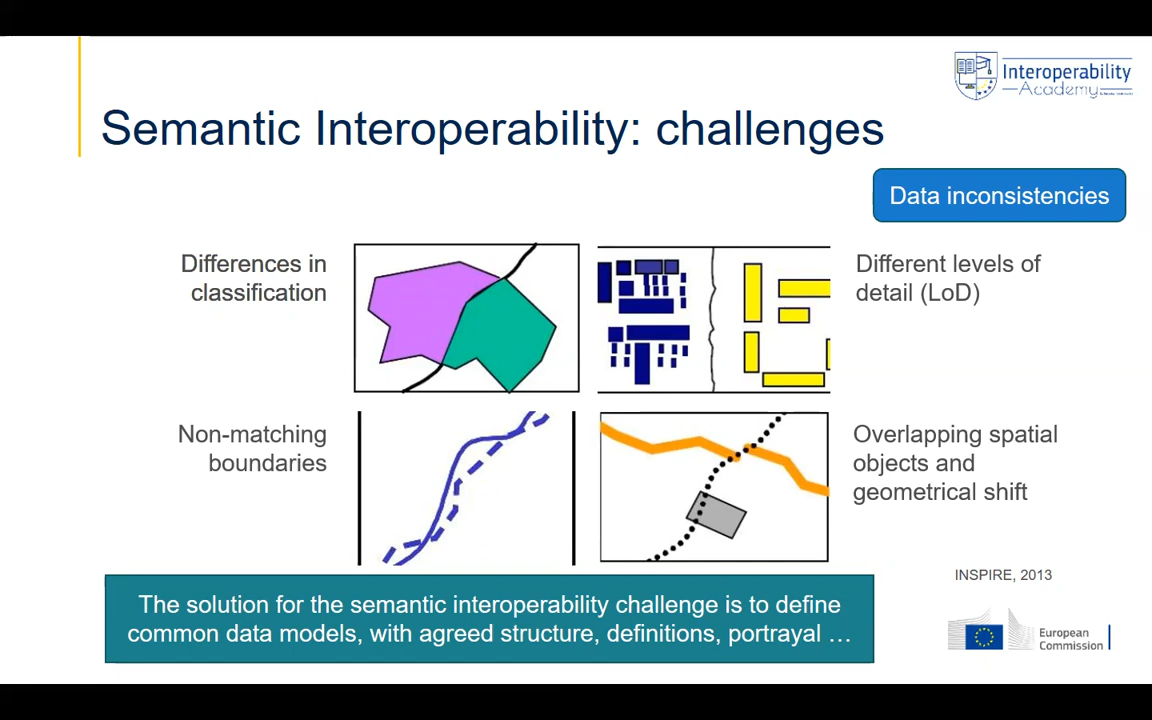 Interoperability
Academy
Semantic Interoperability: challenges
Data inconsistencies
Differences in
classification
Different levels of
detail (LoD)
Non-matching
boundaries
Overlapping spatial
objects and
geometrical shift
INSPIRE, 2013
The solution for the semantic interoperability challenge is to define
common data models, with agreed structure, definitions, portrayal …
European
Commission